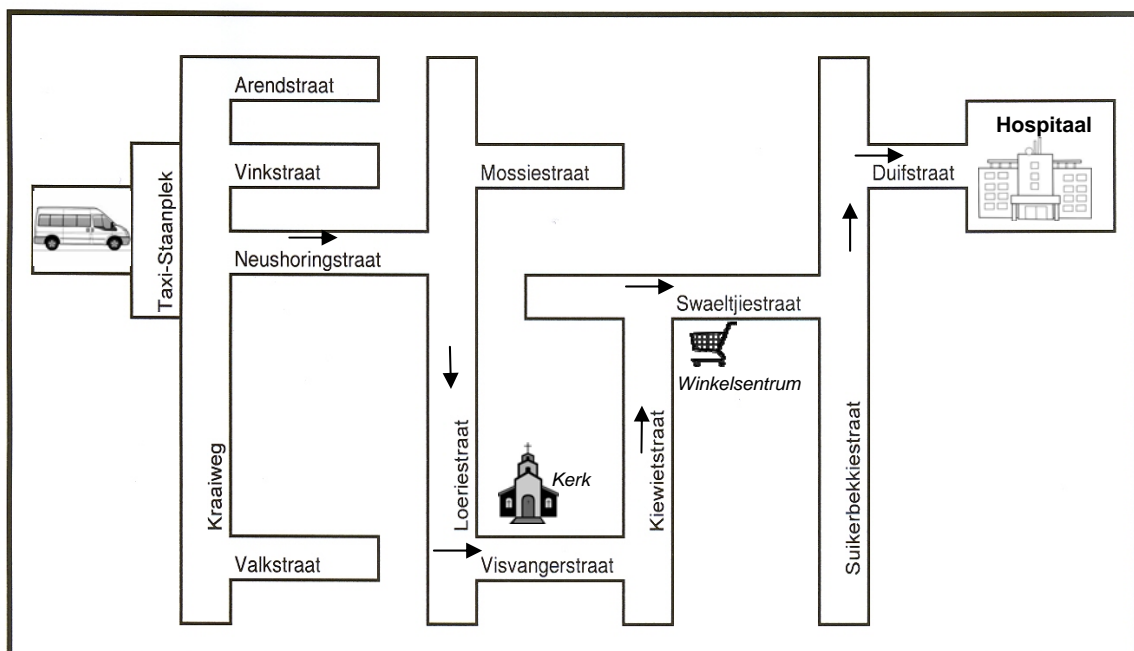 Arendstraat
Hospitaal
Vinkstraat
Mossiestraat
Duifstraat
Taxi-Staanplek
Neushoringstraat
Swaeltjiestraat
Winkelsentrum
Kraaiweg
Loeriestraat
Kerk
Kiewietstraat
Suikerbekkiestraat
Valkstraat
Visvangerstraat